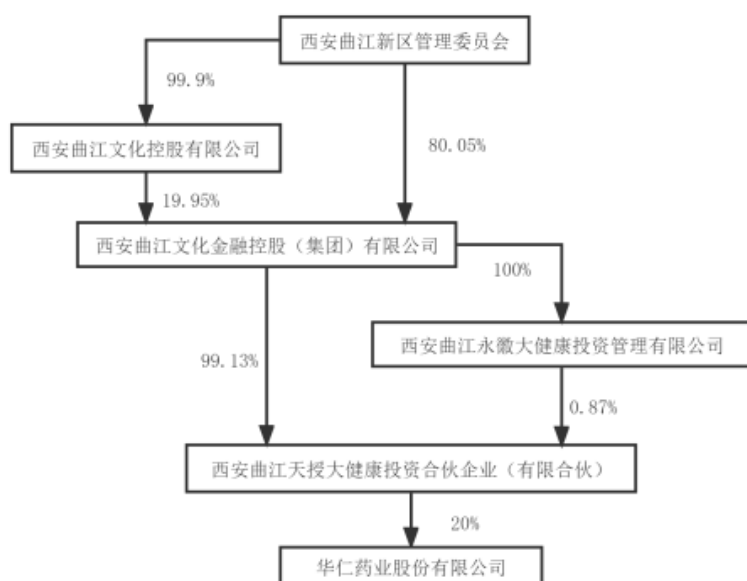 西安曲江新区管理委员会
99.9%
西安曲江文化控股有限公司
80.05%
19.95%
西安曲江文化金融控股（集团）有限公司
100%
西安曲江永徽大健康投资管理有限公司
99.13%
0.87%
西安曲江天授大健康投资合伙企业（有限合伙）
20%
华仁药业股份有限公司